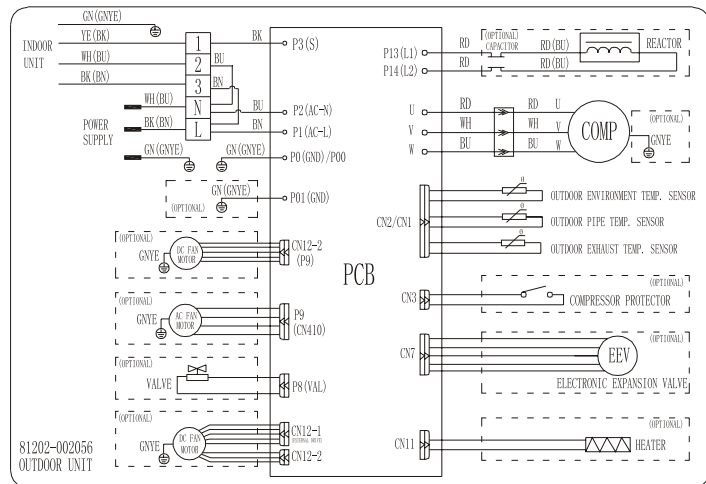 GN(GNYE)
INDOOR
UNIT
YE(BK)
WH(BU)
BK(BN)
1
2
3
N
L
BK
BU
BN
P3(S)
POWER
SUPPLY
WH(BU)
BK(BN)
GN(GNYE)
BU
BN
GN(GNYE)
P2(AC-N)
P1(AC-L)
P0(GND)/P00
GN(GNYE)
(OPTIONAL)
P01(GND)
(OPTIONAL)
GNYE
DC FAN
MOTOR
CN12-2
(P9)
(OPTIONAL)
GNYE
AC FAN
MOTOR
P9
(CN410)
(OPTIONAL)
VALVE
P8(VAL)
(OPTIONAL)
GNYE
DC FAN
MOTOR
CN12-1
(EXTERNAL DRIVE)
CN12-2
81202-002056
OUTDOOR UNIT
PCB
P13(L1)
P14(L2)
RD
RD
(OPTIONAL)
CAPACITOR
RD(BU)
RD(BU)
REACTOR
U
V
W
RD
WH
BU
RD
WH
BU
U
V
W
COMP
(OPTIONAL)
GNYE
CN2/CN1
θ
OUTDOOR ENVIRONMENT TEMP. SENSOR
θ
OUTDOOR PIPE TEMP. SENSOR
θ
OUTDOOR EXHAUST TEMP. SENSOR
CN3
(OPTIONAL)
COMPRESSOR PROTECTOR
CN7
(OPTIONAL)
EEV
ELECTRONIC EXPANSION VALVE
CN11
(OPTIONAL)
HEATER